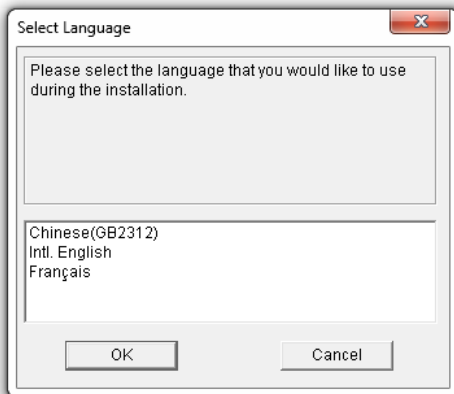 Select Language
Please select the language that you would like to use
during the installation.
Chinese(GB2312)
Intl. English
Français
OK
Cancel